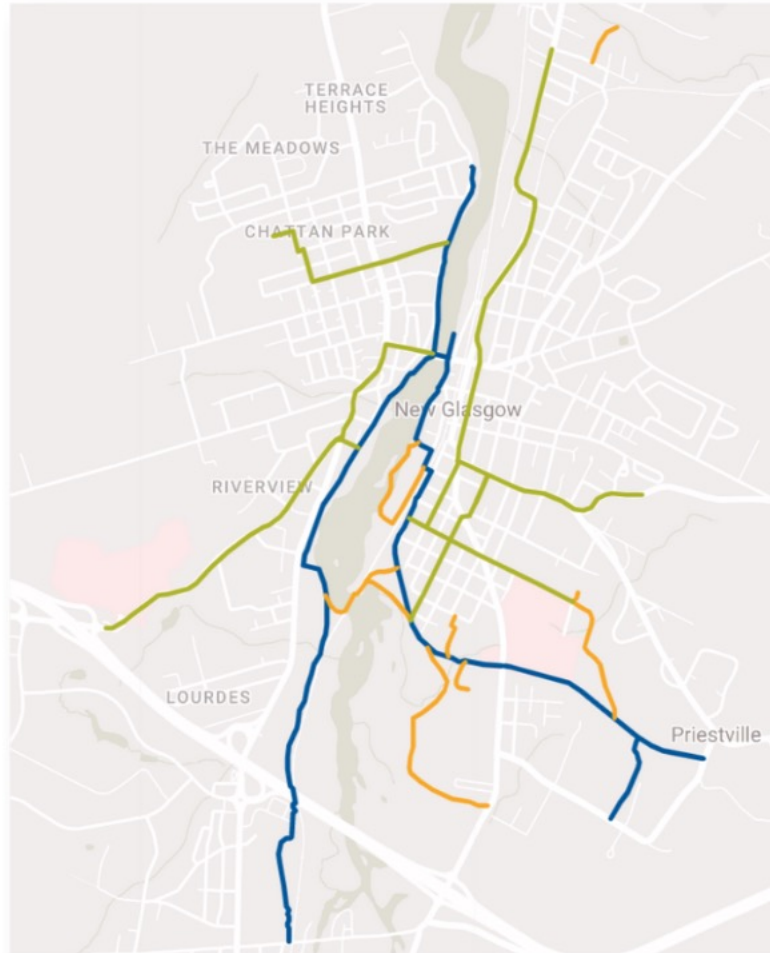 TERRACE
HEIGHTS
THE MEADOWS
CHATTAN PARK
New Glasgow
RIVERVIEW
LOURDES
Priestville